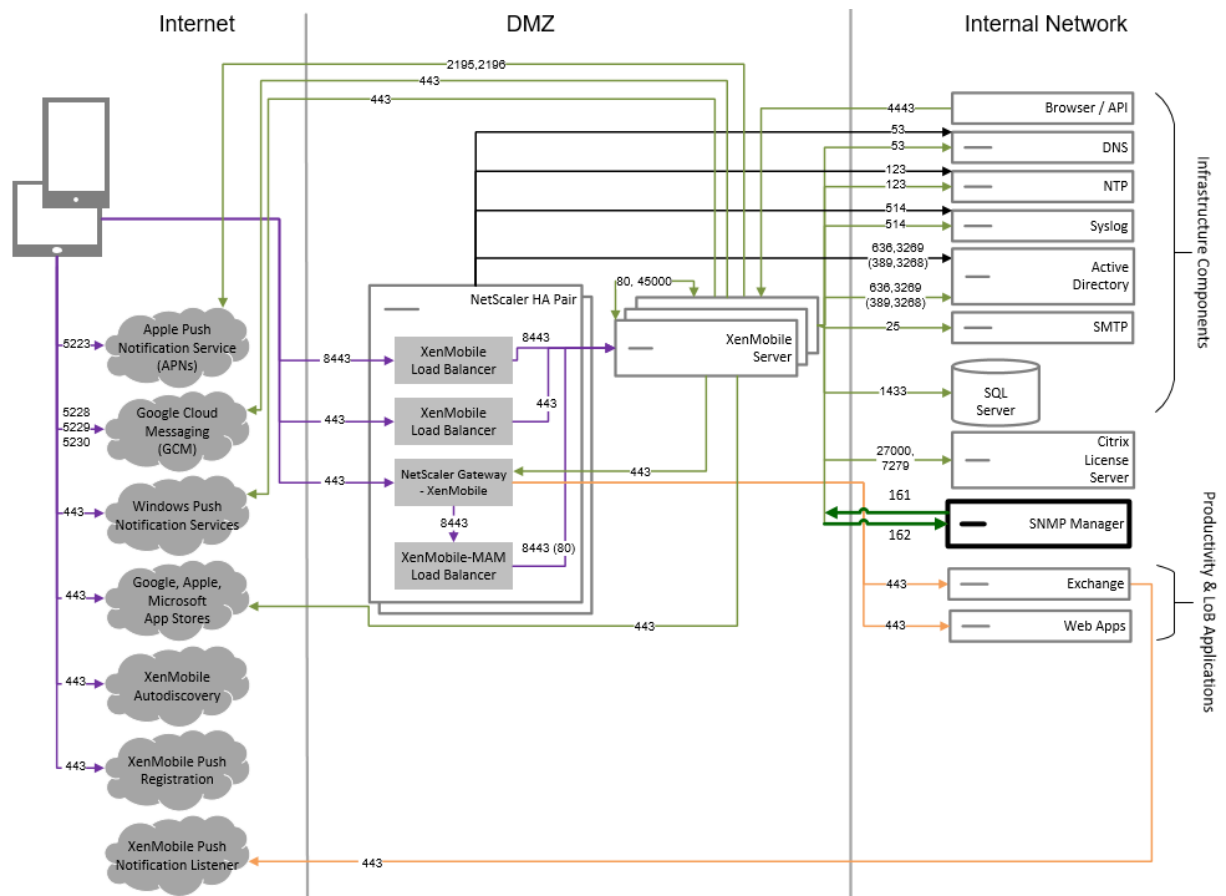 Internet
DMZ
Internal Network
2195,2196
443
443
4443
Browser / API
53
53
DNS
123
123
NTP
514
514
Syslog
636,3269
(389,3268)
636,3269
(389,3268)
Active
Directory
25
SMTP
1433
SQL
Server
27000,
7279
Citrix
License
Server
161
162
SNMP Manager
443
Exchange
443
Web Apps
Infrastructure Components
Productivity & LoB Applications
NetScaler HA Pair
80, 45000
XenMobile
Server
8443
XenMobile
Load Balancer
8443
443
XenMobile
Load Balancer
443
443
NetScaler Gateway
- XenMobile
443
8443
XenMobile-MAM
Load Balancer
8443 (80)
443
5223
Apple Push
Notification Service
(APNs)
5228
5229
5230
Google Cloud
Messaging
(GCM)
443
Windows Push
Notification Services
443
Google, Apple,
Microsoft
App Stores
443
XenMobile
Autodiscovery
443
XenMobile Push
Registration
XenMobile Push
Notification Listener
443